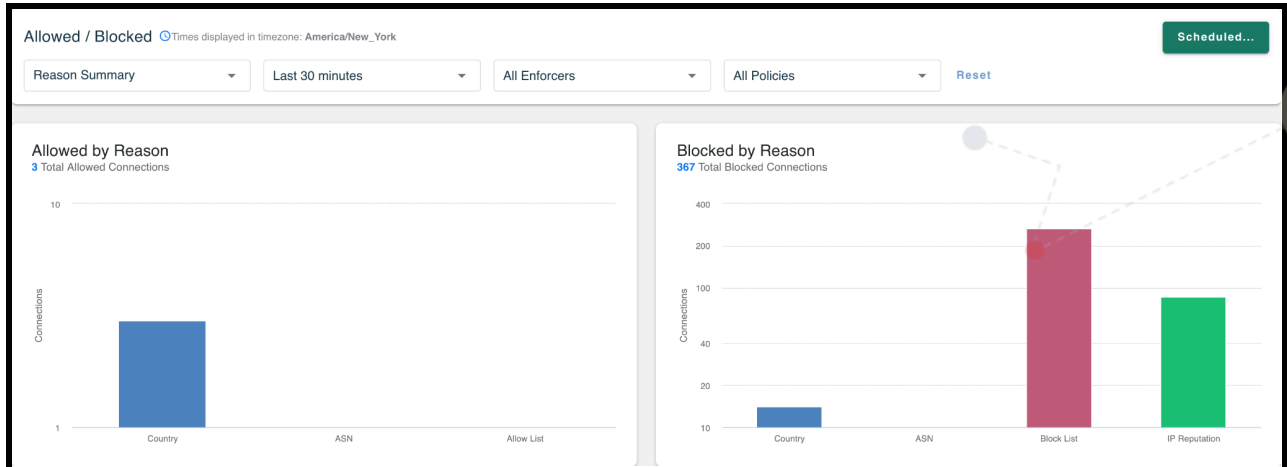 Allowed / Blocked Times displayed in timezone: America/New_York
Scheduled...
Reason Summary
Last 30 minutes
All Enforcers
All Policies
Reset
Allowed by Reason
3 Total Allowed Connections
10
1
Connections
Country
ASN
Allow List
Blocked by Reason
367 Total Blocked Connections
400
200
100
40
20
10
Connections
Country
ASN
Block List
IP Reputation